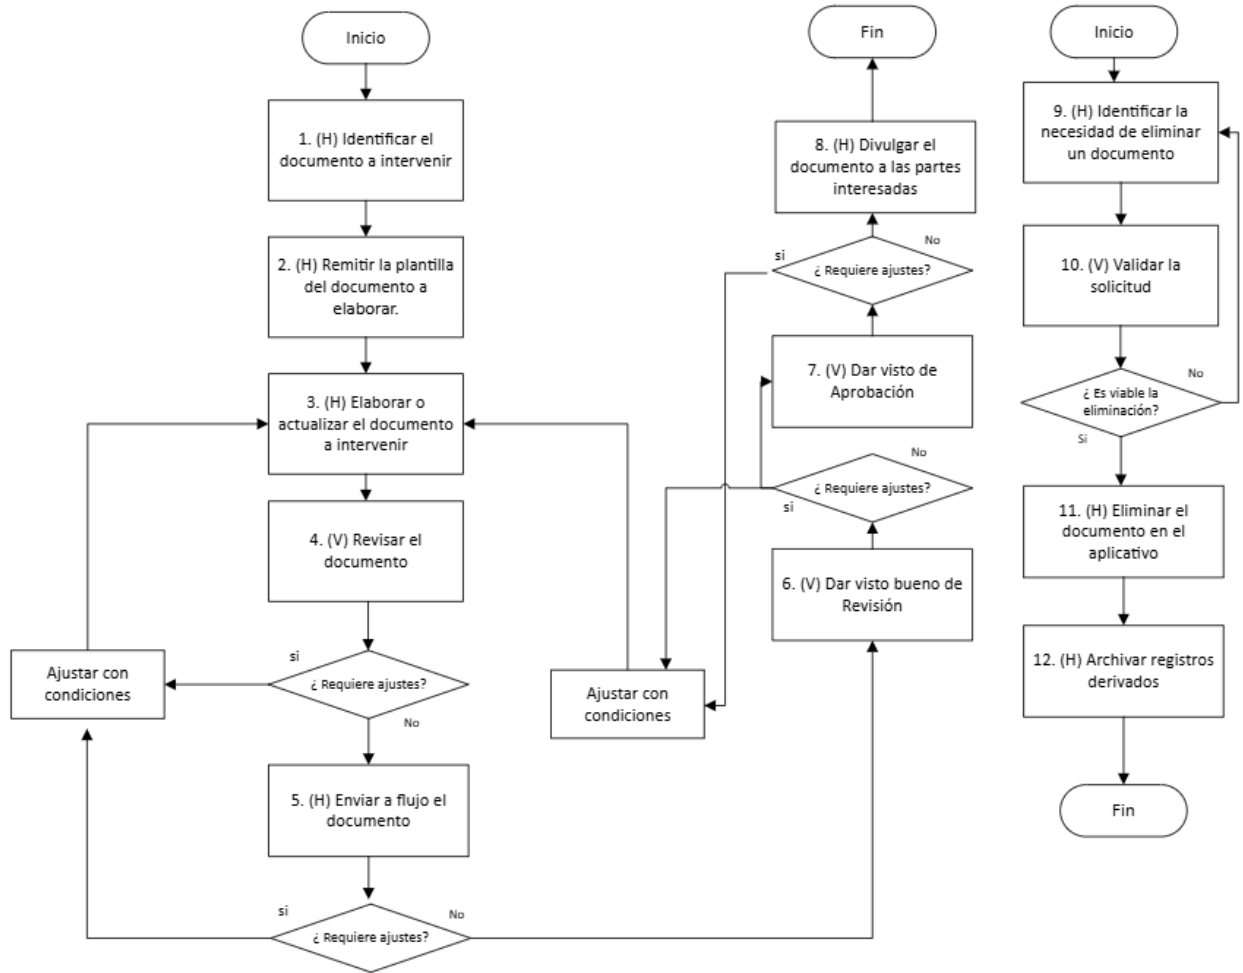 Inicio
1. (H) Identificar el
documento a intervenir
2. (H) Remitir la plantilla
del documento a
elaborar.
3. (H) Elaborar o
actualizar el documento
a intervenir
4. (V) Revisar el
documento
si
¿ Requiere ajustes?
No
Ajustar con
condiciones
5. (H) Enviar a flujo el
documento
si
¿ Requiere ajustes?
No
Fin
8. (H) Divulgar el
documento a las partes
interesadas
si
No
¿ Requiere ajustes?
7. (V) Dar visto de
Aprobación
No
¿ Requiere ajustes?
si
6. (V) Dar visto bueno de
Revisión
Ajustar con
condiciones
Inicio
9. (H) Identificar la
necesidad de eliminar
un documento
10. (V) Validar la
solicitud
No
¿ Es viable la
eliminación?
Si
11. (H) Eliminar el
documento en el
aplicativo
12. (H) Archivar registros
derivados
Fin